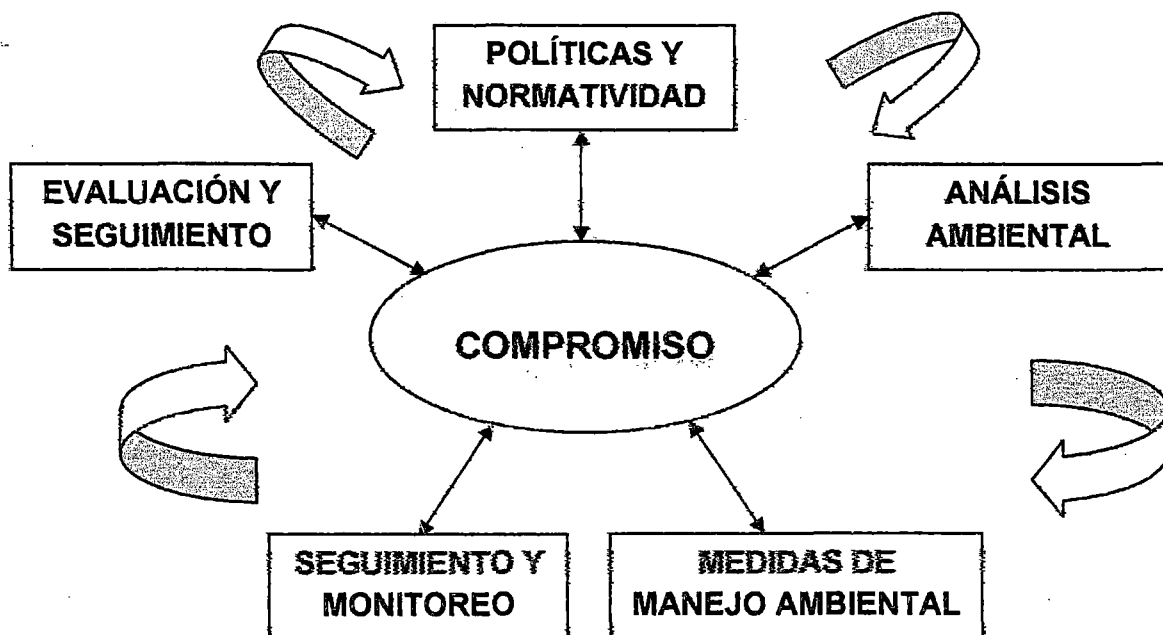 POLÍTICAS Y
NORMATIVIDAD
EVALUACIÓN Y
SEGUIMIENTO
ANÁLISIS
AMBIENTAL
COMPROMISO
SEGUIMIENTO Y
MONITOREO
MEDIDAS DE
MANEJO AMBIENTAL